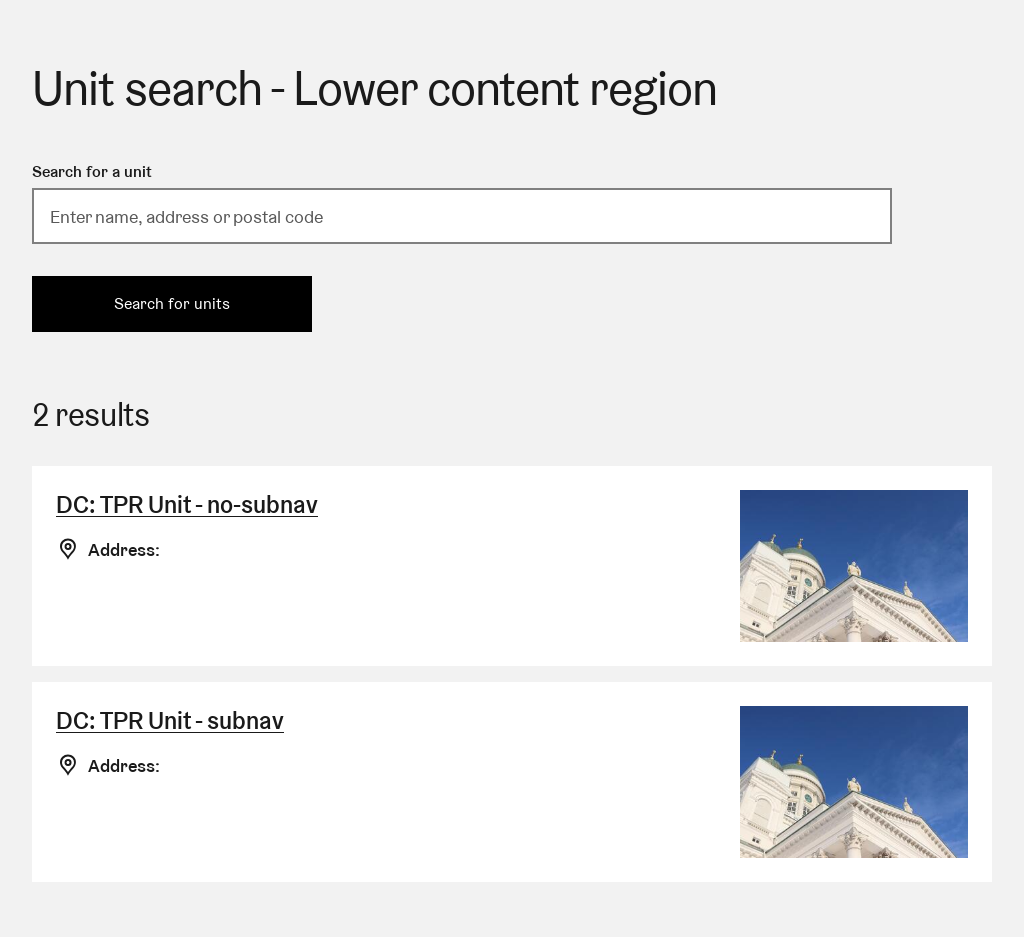 Unit search - Lower content region
Search for a unit
Enter name, address or postal code
Search for units
2 results
DC: TPR Unit - no-subnav
Address:
DC: TPR Unit - subnav
Address: